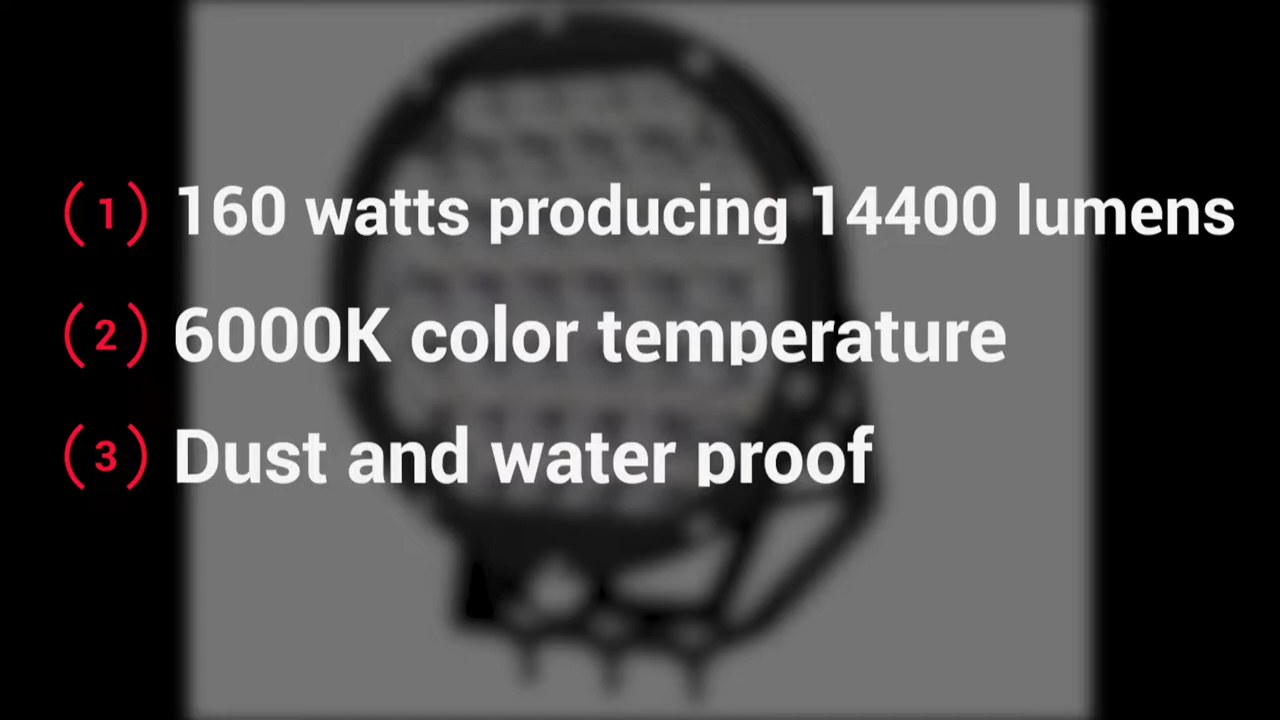 (1) 160 watts producing 14400 lumens
(2) 6000K color temperature
(3) Dust and water proof